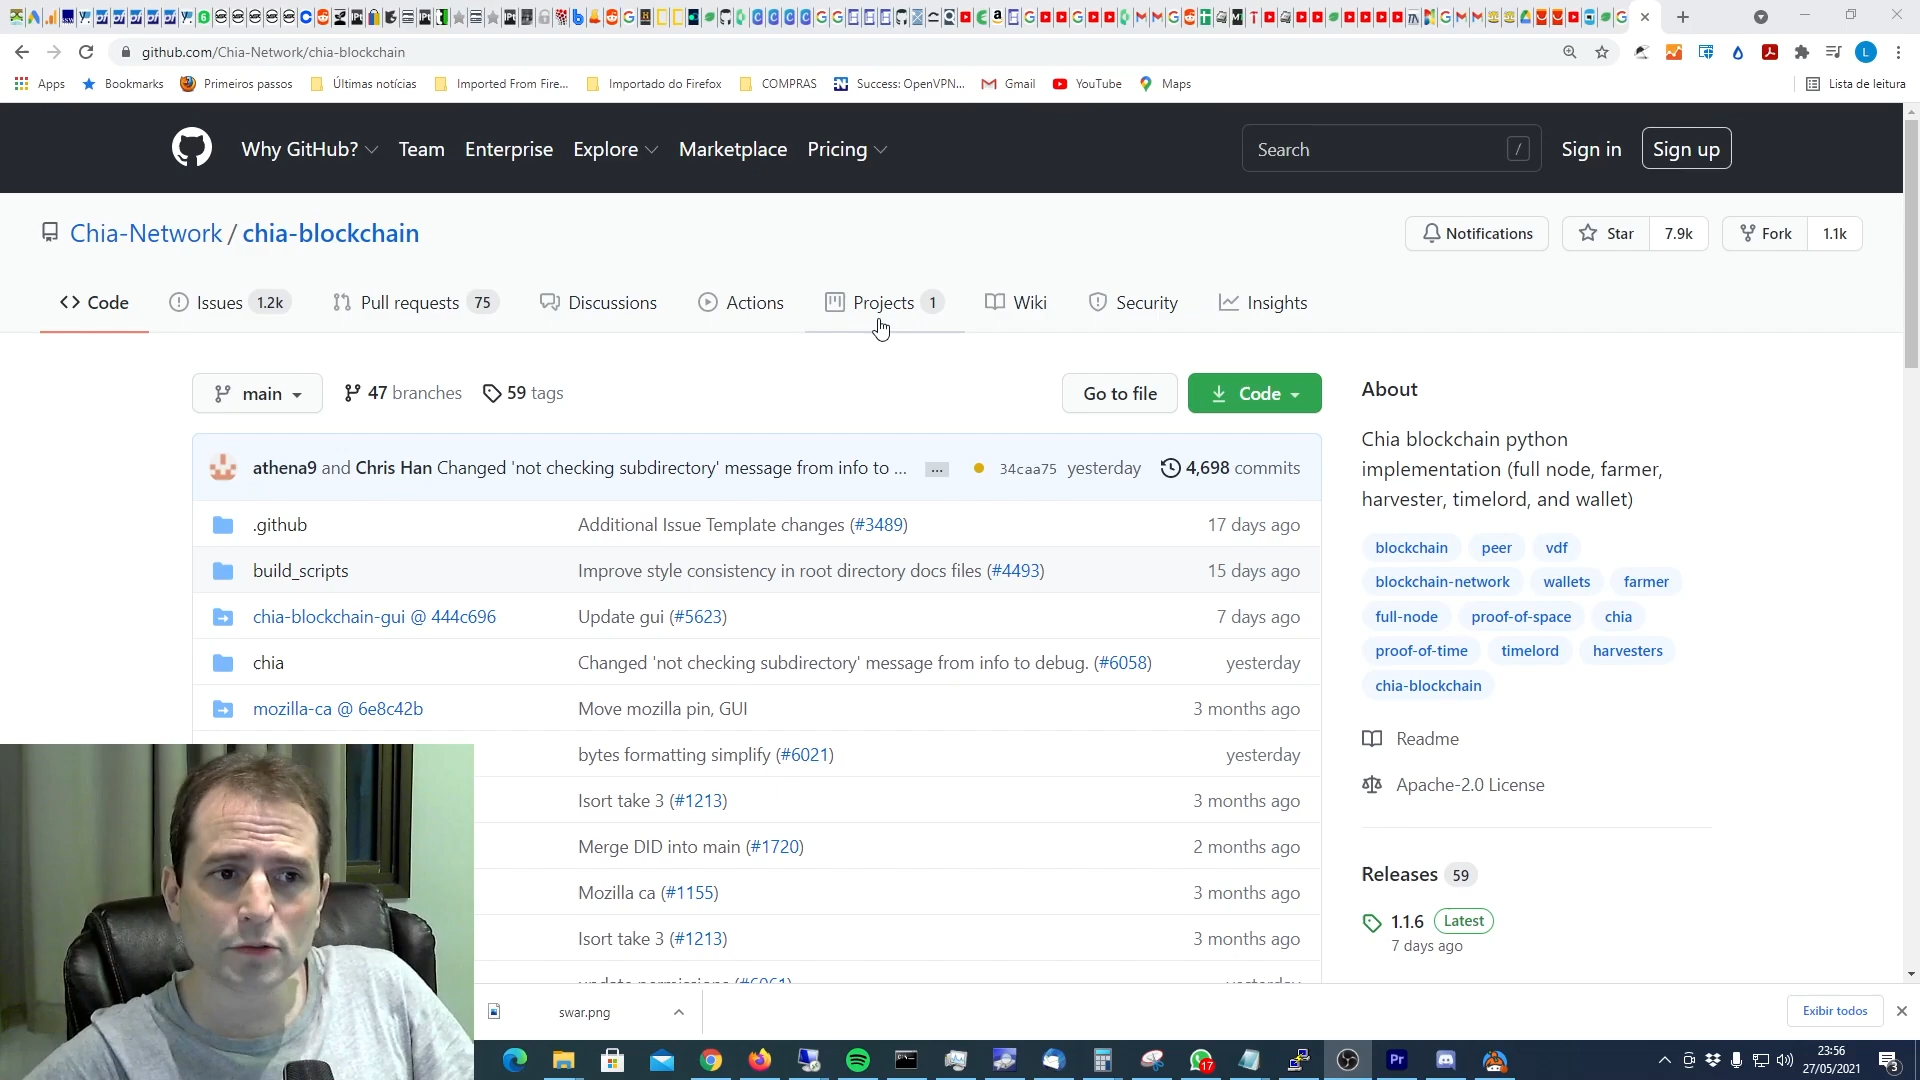 github.com/Chia-Network/chia-blockchain
Apps
Bookmarks
Primeiros passos
Últimas notícias
Imported From Fire...
Importado do Firefox
COMPRAS
Success: OpenVPN...
Gmail
YouTube
Maps
Lista de leitura
Why GitHub?
Team
Enterprise
Explore
Marketplace
Pricing
Search
/
Sign in
Sign up
Chia-Network / chia-blockchain
Notifications
Star 7.9k
Fork 1.1k
Code
Issues 1.2k
Pull requests 75
Discussions
Actions
Projects 1
Wiki
Security
Insights
main
47 branches
59 tags
Go to file
Code
athena9 and Chris Han Changed 'not checking subdirectory' message from info to ... ... 34caa75 yesterday 4,698 commits
.github Additional Issue Template changes (#3489) 17 days ago
build_scripts Improve style consistency in root directory docs files (#4493) 15 days ago
chia-blockchain-gui @ 444c696 Update gui (#5623) 7 days ago
chia Changed 'not checking subdirectory' message from info to debug. (#6058) yesterday
mozilla-ca @ 6e8c42b Move mozilla pin, GUI 3 months ago
bytes formatting simplify (#6021) yesterday
Isort take 3 (#1213) 3 months ago
Merge DID into main (#1720) 2 months ago
Mozilla ca (#1155) 3 months ago
Isort take 3 (#1213) 3 months ago
About
Chia blockchain python
implementation (full node, farmer,
harvester, timelord, and wallet)
blockchain peer vdf
blockchain-network wallets farmer
full-node proof-of-space chia
proof-of-time timelord harvesters
chia-blockchain
Readme
Apache-2.0 License
Releases 59
1.1.6 Latest
7 days ago
swar.png
Exibir todos
L
17
Pr
23:56
27/05/2021
3